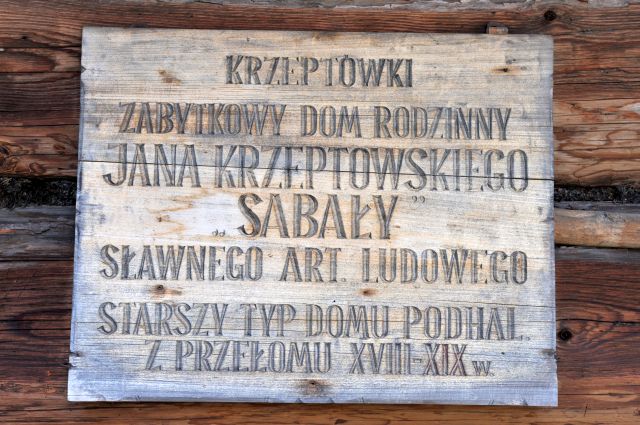 KRZEPTÓWKI
ZABYTKOWY DOM RODZINNY
JANA KRZEPTOWSKIEGO
„SABAŁY”
SŁAWNEGO ART. LUDOWEGO
STARSZY TYP DOMU PODHAL.
Z PRZEŁOMU XVIII-XIX w.